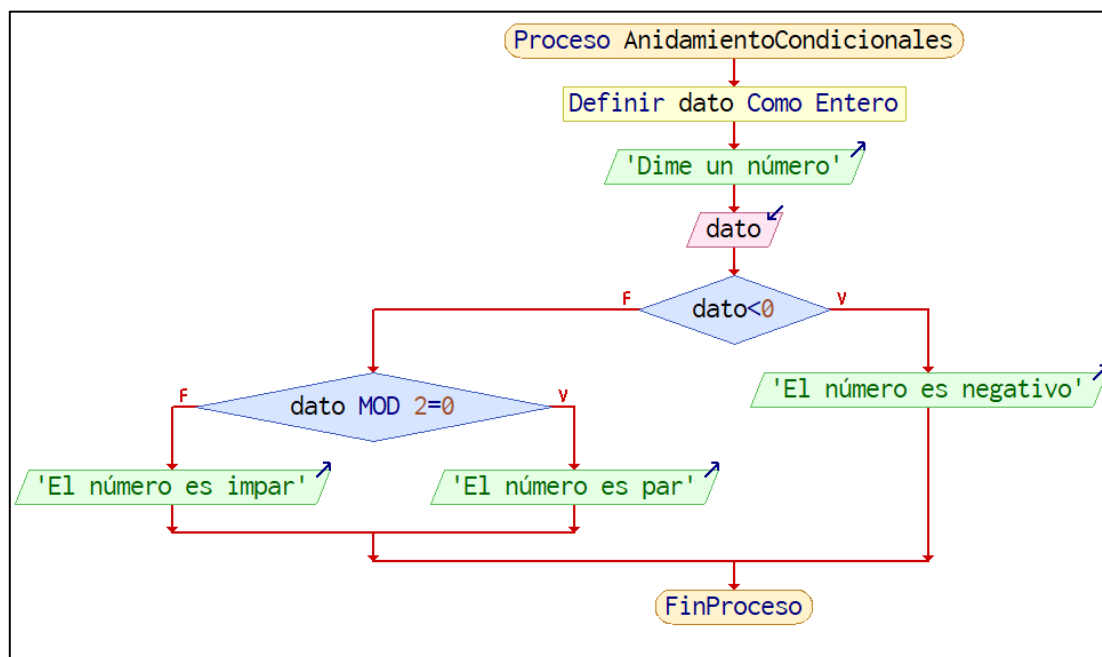 Proceso AnidamientoCondicionales
Definir dato Como Entero
'Dime un número'
dato
F
dato<0
V
'El número es negativo'
F
dato MOD 2=0
V
'El número es impar'
'El número es par'
FinProceso